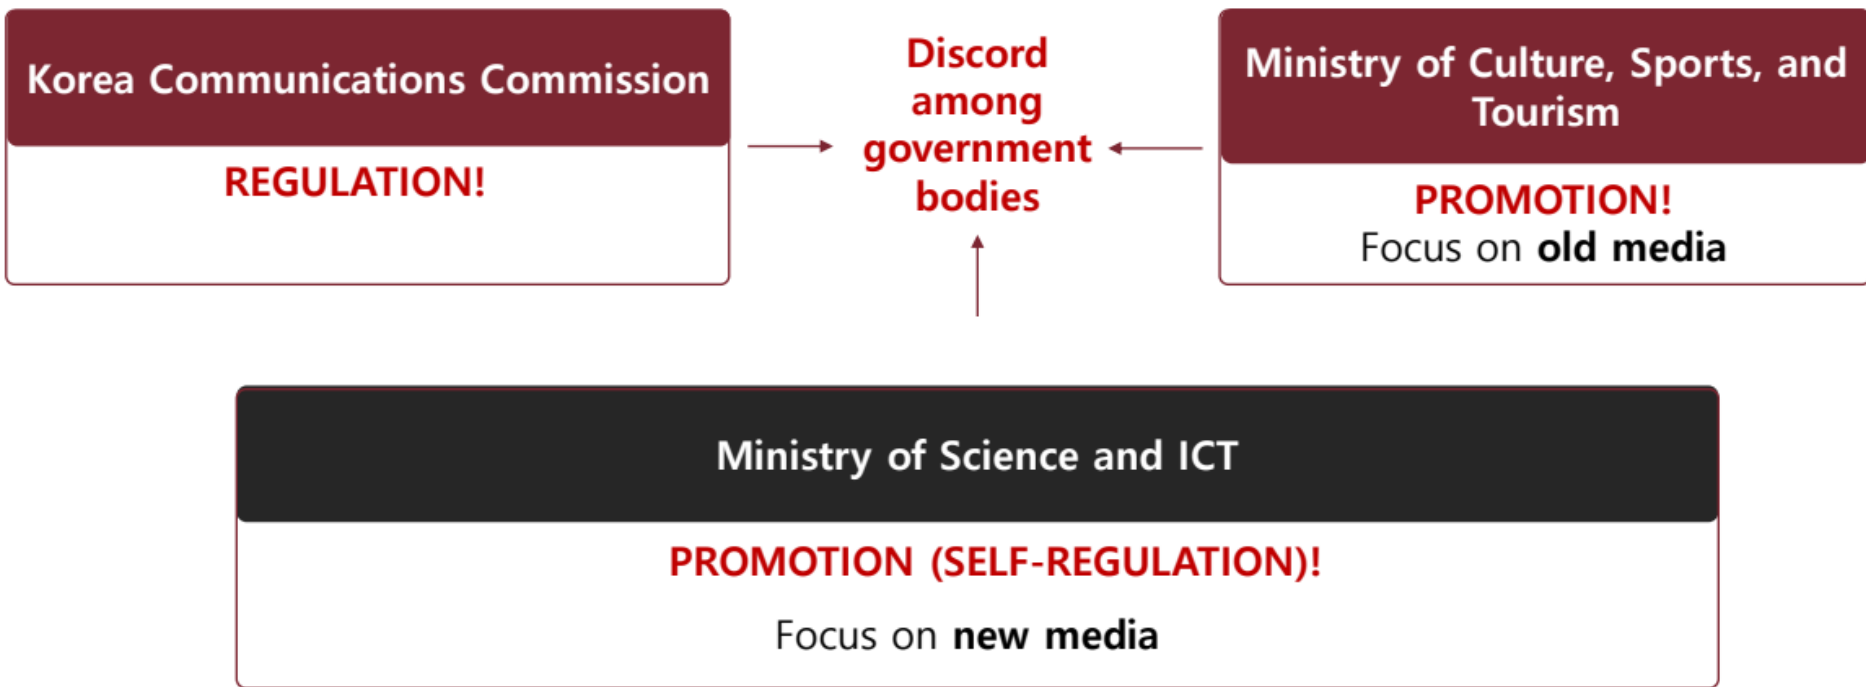 Korea Communications Commission
REGULATION!
Discord
among
government
bodies
Ministry of Culture, Sports, and
Tourism
PROMOTION!
Focus on old media
Ministry of Science and ICT
PROMOTION (SELF-REGULATION)!
Focus on new media